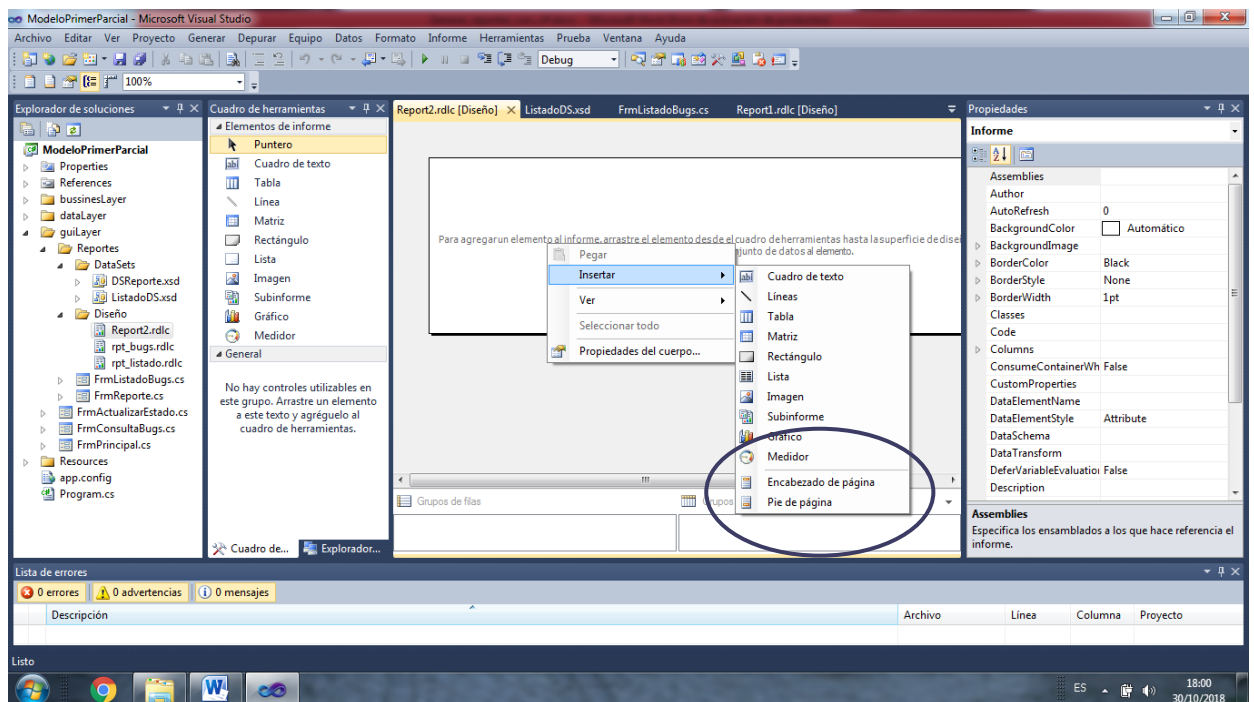 ModeloPrimerParcial - Microsoft Visual Studio
Archivo Editar Ver Proyecto Generar Depurar Equipo Datos Formato Informe Herramientas Prueba Ventana Ayuda
Debug
100%
Explorador de soluciones
ModeloPrimerParcial
Properties
References
bussinesLayer
dataLayer
guiLayer
Reportes
DataSets
DSReporte.xsd
ListadoDS.xsd
Diseño
Report2.rdlc
rpt_bugs.rdlc
rpt_listado.rdlc
FrmListadoBugs.cs
FrmReporte.cs
FrmActualizarEstado.cs
FrmConsultaBugs.cs
FrmPrincipal.cs
Resources
app.config
Program.cs
Cuadro de herramientas
Elementos de informe
Puntero
Cuadro de texto
Tabla
Línea
Matriz
Rectángulo
Lista
Imagen
Subinforme
Gráfico
Medidor
General
No hay controles utilizables en
este grupo. Arrastre un elemento
a este texto y agréguelo al
cuadro de herramientas.
Cuadro de... Explorador...
Report2.rdlc [Diseño] ListadoDS.xsd FrmListadoBugs.cs Report1.rdlc [Diseño]
Para agregar un elemento al informe, arrastre el elemento desde el cuadro de herramientas hasta la superficie de dise
junto de datos al elemento.
Pegar
Insertar
Ver
Seleccionar todo
Propiedades del cuerpo...
Cuadro de texto
Líneas
Tabla
Matriz
Rectángulo
Lista
Imagen
Subinforme
Gráfico
Medidor
Encabezado de página
Pie de página
Grupos de filas Grupos
Propiedades
Informe
Assemblies
Author
AutoRefresh 0
BackgroundColor Automático
BackgroundImage
BorderColor Black
BorderStyle None
BorderWidth 1pt
Classes
Code
Columns
ConsumeContainerWh False
CustomProperties
DataElementName
DataElementStyle Attribute
DataSchema
DataTransform
DeferVariableEvaluatio False
Description
Assemblies
Especifica los ensamblados a los que hace referencia el
informe.
Lista de errores
0 errores 0 advertencias 0 mensajes
Descripción Archivo Línea Columna Proyecto
Listo
ES 18:00
30/10/2018